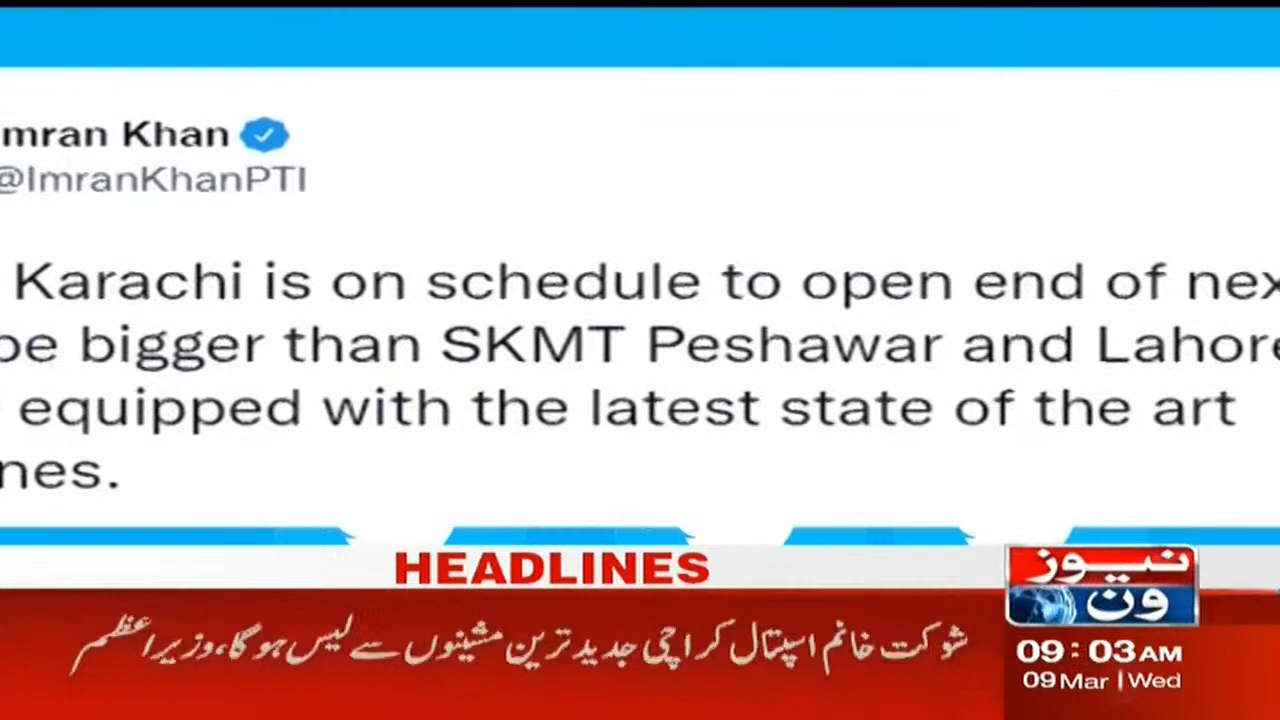 mran Khan
@ImranKhanPTI
Karachi is on schedule to open end of nex
be bigger than SKMT Peshawar and Lahore
equipped with the latest state of the art
nes.
HEADLINES
نیوز
ون
شوکت خانم اسپتال کراچی جدید ترین مشینوں سے لیس ہوگا،وزیراعظم
09:03AM
09Mar |Wed